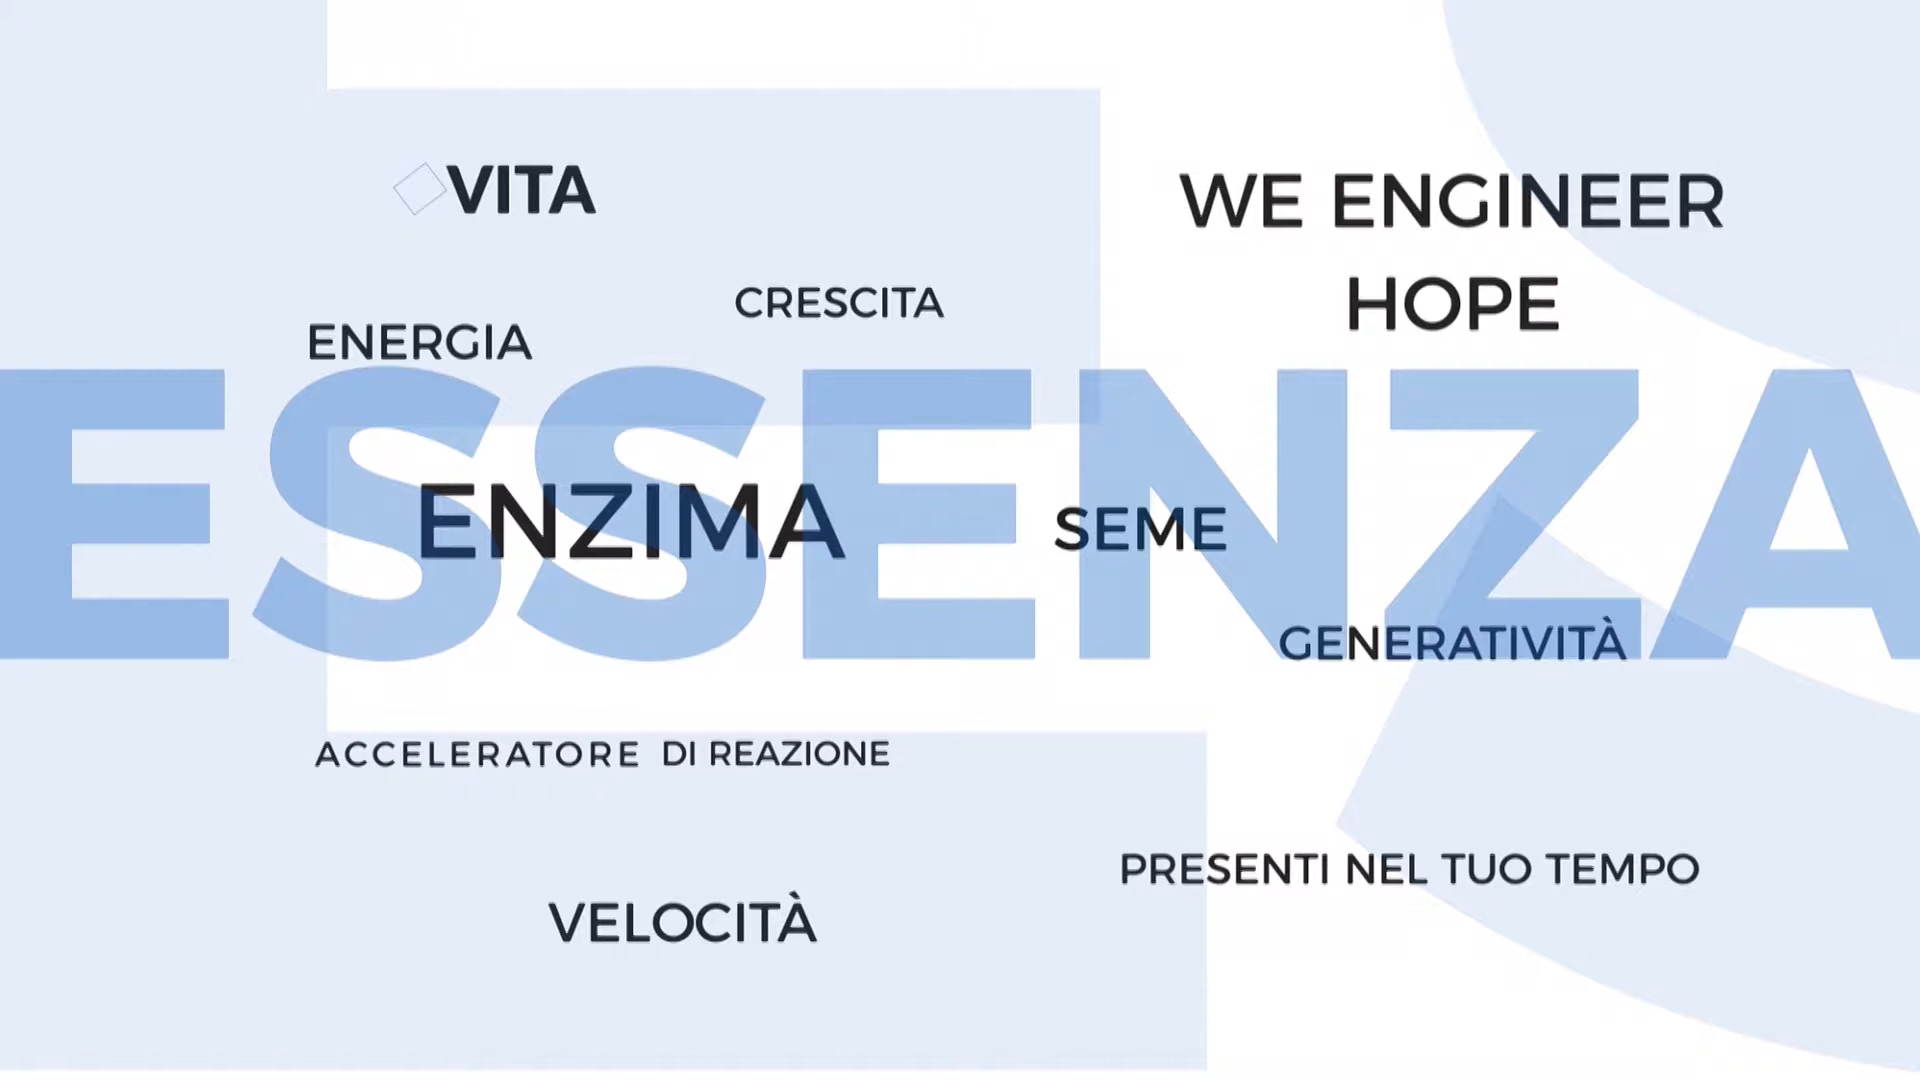 VITA
WE ENGINEER
HOPE
CRESCITA
ENERGIA
ESSENZA
ENZIMA
SEME
GENERATIVITÀ
ACCELERATORE DI REAZIONE
PRESENTI NEL TUO TEMPO
VELOCITÀ